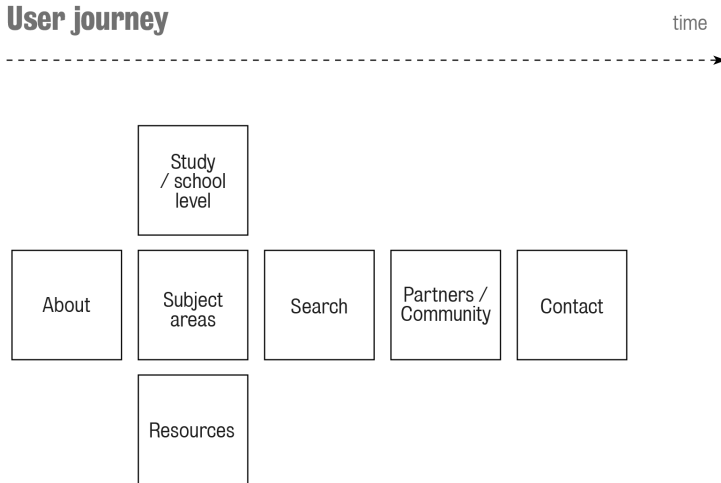 User journey
time
Study
/ school
level
About
Subject
areas
Search
Partners /
Community
Contact
Resources